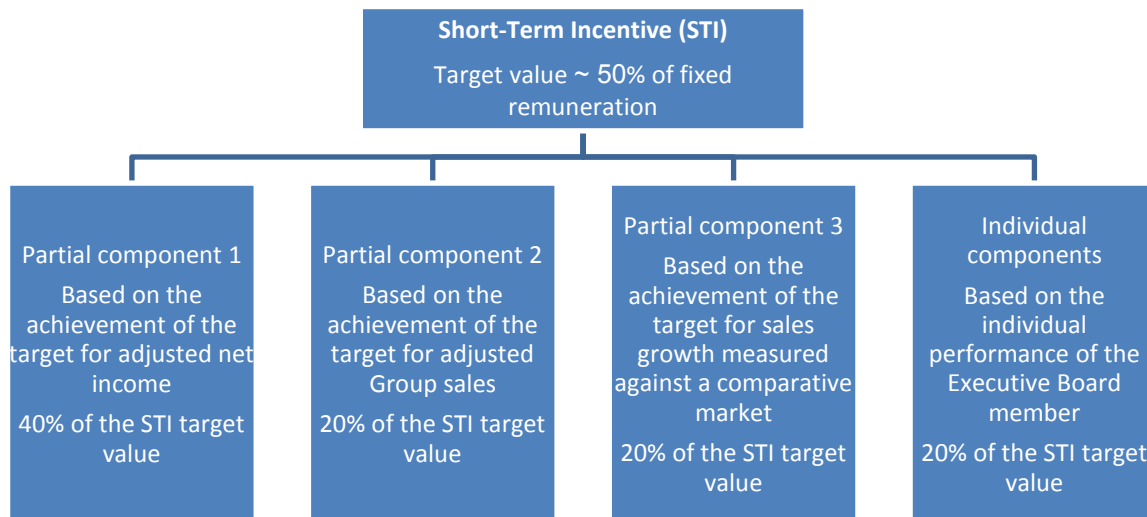 Short-Term Incentive (STI)
Target value ~ 50% of fixed
remuneration
Partial component 1
Based on the
achievement of the
target for adjusted net
income
40% of the STI target
value
Partial component 2
Based on the
achievement of the
target for adjusted
Group sales
20% of the STI target
value
Partial component 3
Based on the
achievement of the
target for sales
growth measured
against a comparative
market
20% of the STI target
value
Individual
components
Based on the
individual
performance of the
Executive Board
member
20% of the STI target
value